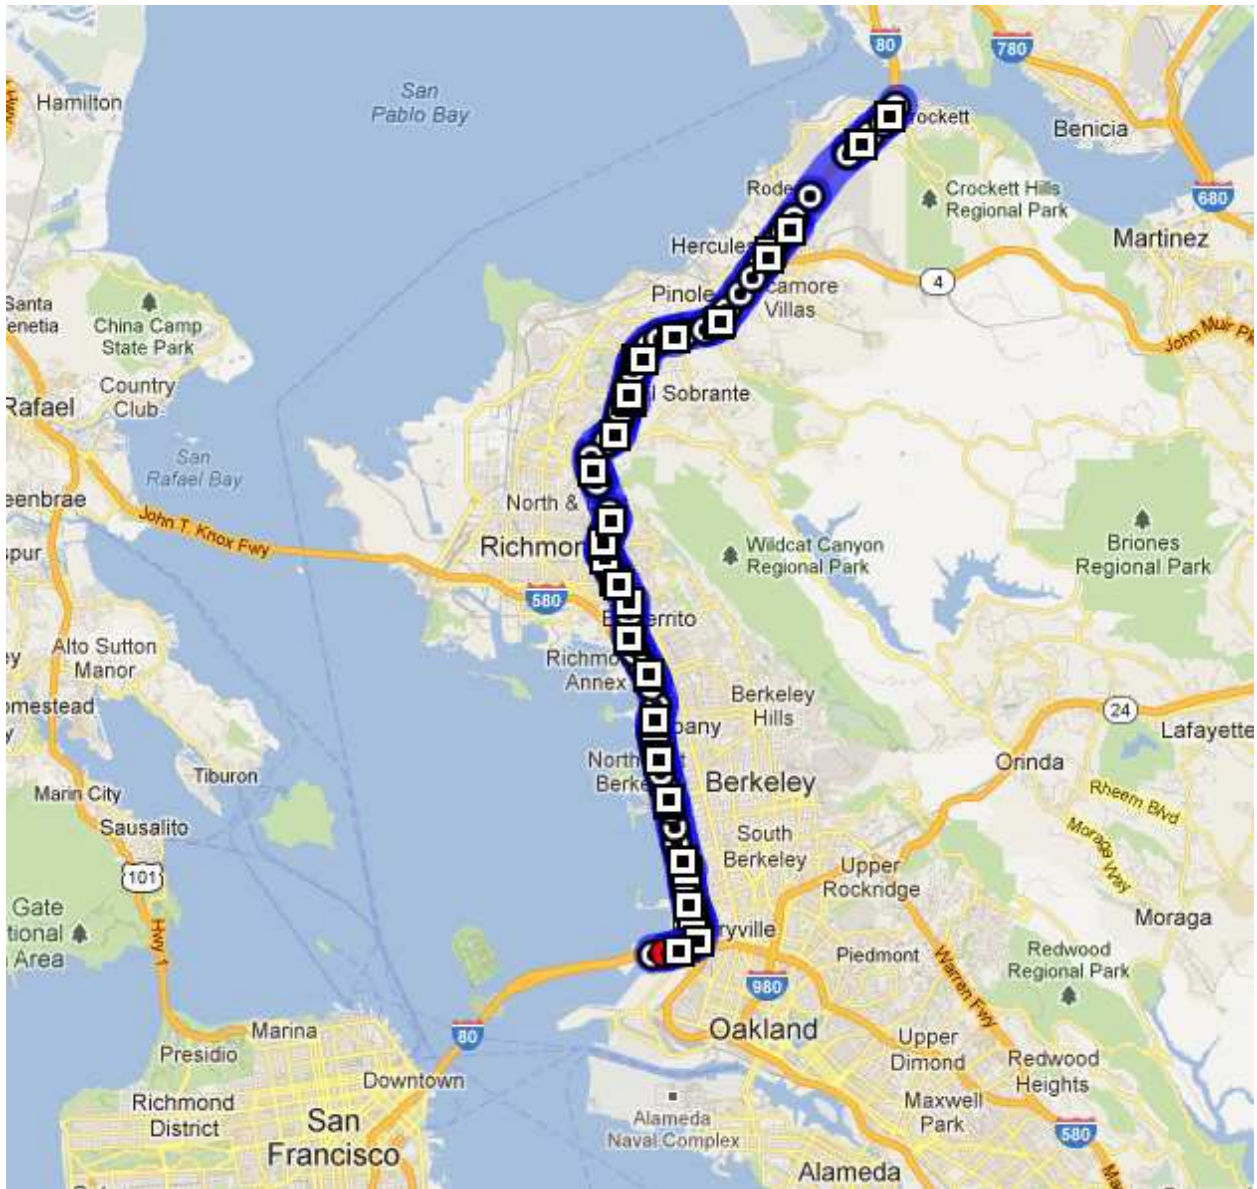 80
780
San
Pablo Bay
Hamilton
rockett
Benicia
Rode
Crockett Hills
Regional Park
680
Hercules
Martinez
4
Pinole
camore
Villas
Santa
enetia
China Camp
State Park
John Muir Pk
Country
Club
Rafael
l Sobrante
San
Rafael Bay
eenbrae
North &
John T. Knox Fwy
Richmon
Wildcat Canyon
Regional Park
Briones
Regional Park
spur
580
E
errito
Alto Sutton
Manor
ey
Richmo
Annex
Berkeley
Hills
omestead
y
24
bany
Lafayette
North
t
Berke
Orinda
Tiburon
Berkeley
Marin City
Rheem Blvd
Sausalito
South
Berkeley
Moraga Way
101
Upper
Rockridge
Gate
tional
Area
Hwy 1
ryville
Moraga
Piedmont
Redwood
Regional Park
Warren Fwy
980
Marina
80
Oakland
Presidio
Upper
Dimond
Redwood
Heights
Downtown
Richmond
District
San
Francisco
Alameda
Naval Complex
Maxwell
Park
580
Alameda
Ma